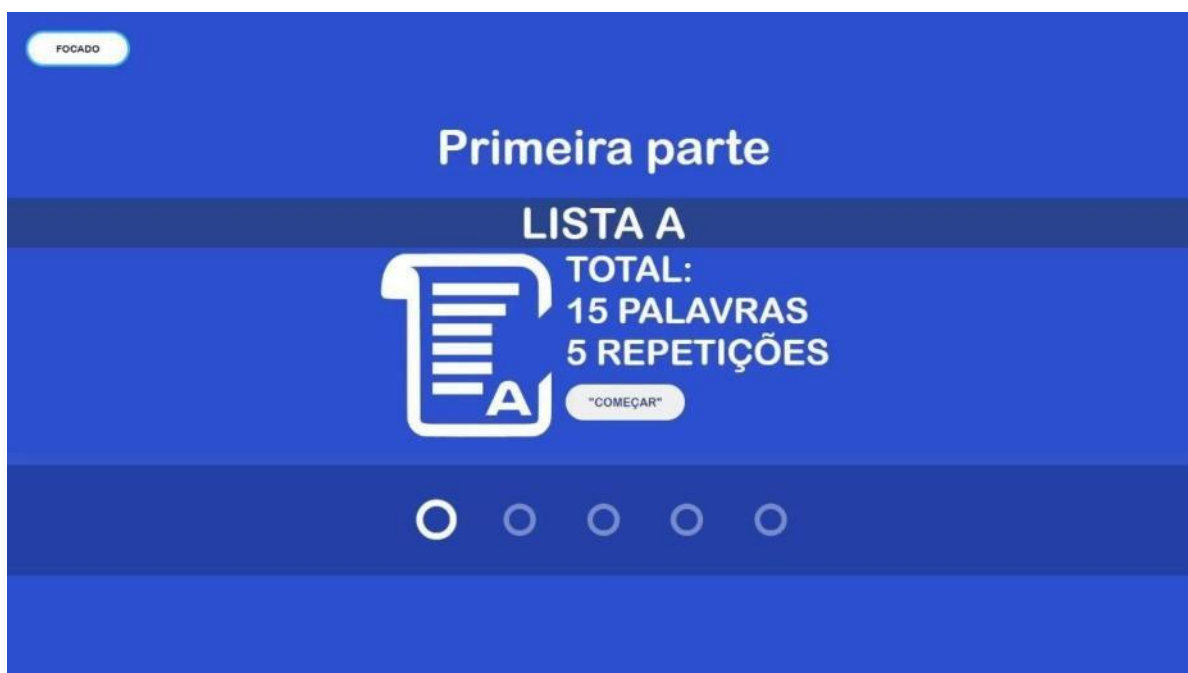 FOCADO
Primeira parte
LISTA A
TOTAL:
15 PALAVRAS
5 REPETIÇÕES
A
"COMEÇAR"